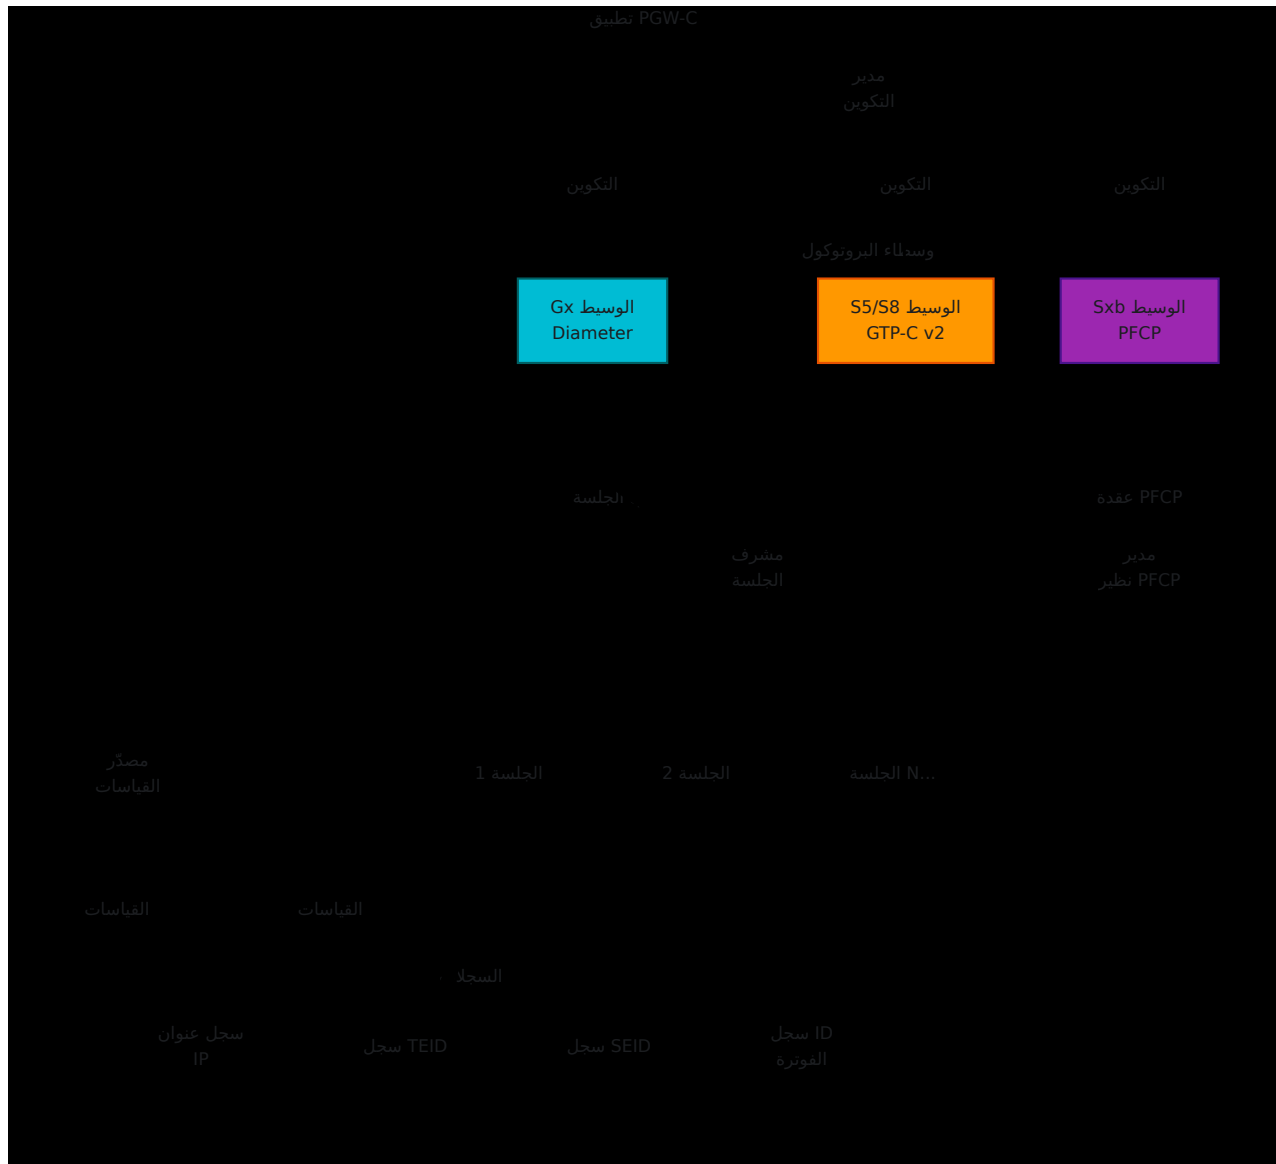 تطبيق PGW-C
مدير
التكوين
التكوين
التكوين
التكوين
وسطاء البروتوكول
الوسيط Gx
Diameter
الوسيط S5/S8
GTP-C v2
الوسيط Sxb
PFCP
الجلسة
عقدة PFCP
مشرف
الجلسة
مدير
نظير PFCP
مصدّر
القياسات
الجلسة 1
الجلسة 2
الجلسة N...
القياسات
القياسات
السجلات
سجل عنوان
IP
سجل TEID
سجل SEID
سجل ID
الفوترة